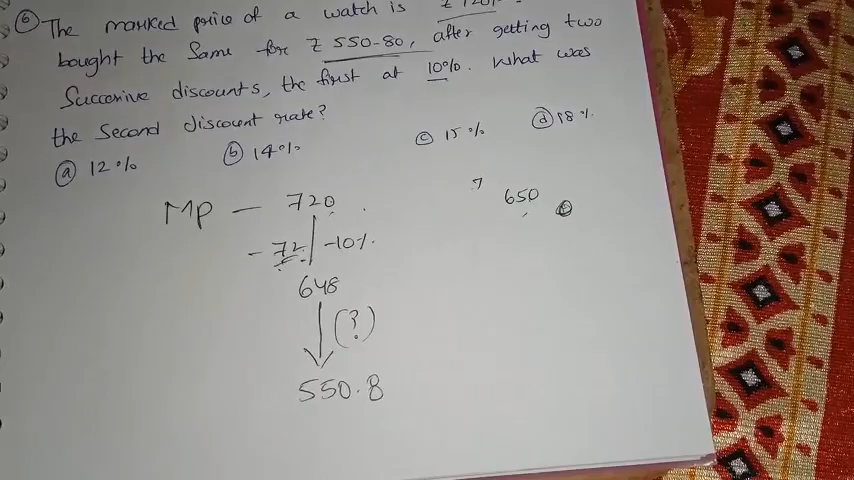 ⑥ The marked price of a watch is ₹ 720.
bought the same for ₹ 550-80, after getting two
Succerive discounts, the first at 10%. What was
the second discount rate?
ⓐ 12% ⓑ 14% ⓒ 15% ⓓ 18%
MP — 720
650
- 72 -10%
648
(?)
550.8